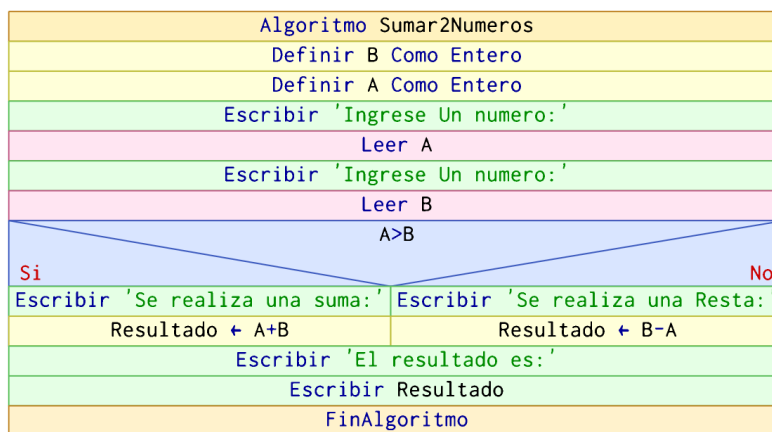 Algoritmo Sumar2Numeros
Definir B Como Entero
Definir A Como Entero
Escribir 'Ingrese Un numero:'
Leer A
Escribir 'Ingrese Un numero:'
Leer B
A>B
Si No
Escribir 'Se realiza una suma:' Escribir 'Se realiza una Resta:
Resultado ← A+B Resultado ← B-A
Escribir 'El resultado es:'
Escribir Resultado
FinAlgoritmo